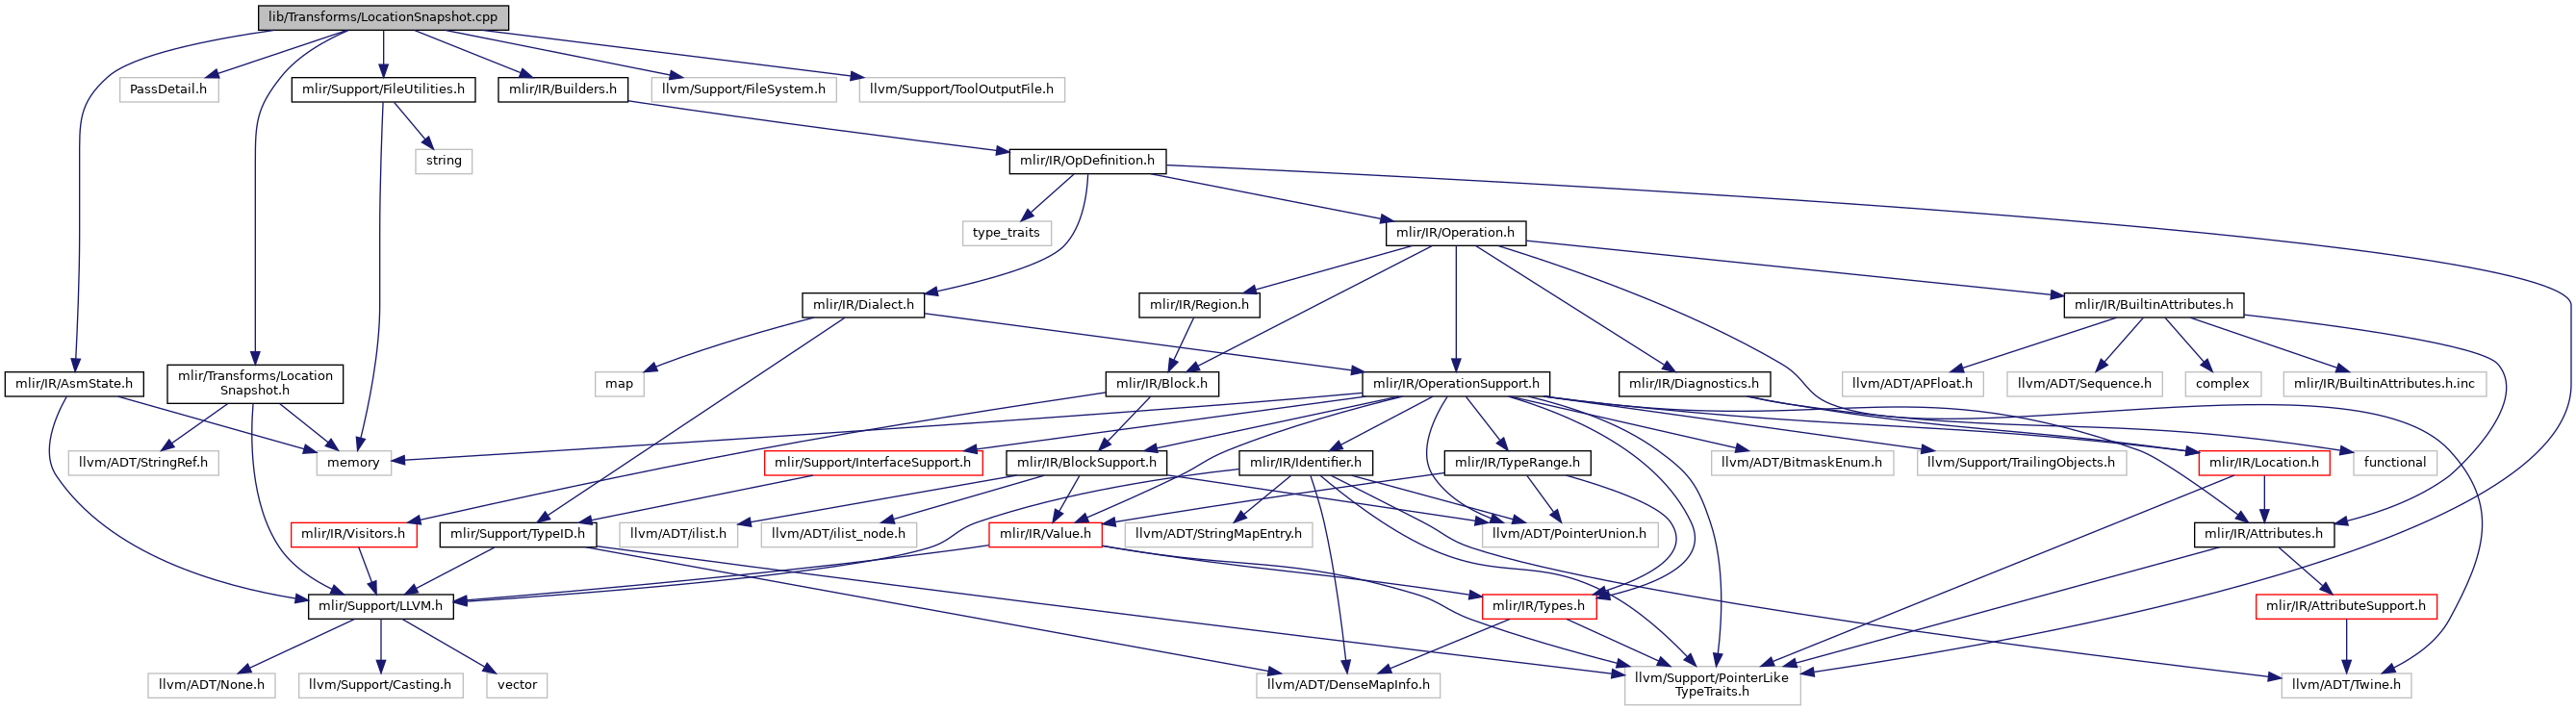 lib/Transforms/LocationSnapshot.cpp
PassDetail.h
mlir/Support/FileUtilities.h
mlir/IR/Builders.h
llvm/Support/FileSystem.h
llvm/Support/ToolOutputFile.h
string
mlir/IR/OpDefinition.h
type_traits
mlir/IR/Operation.h
mlir/IR/Dialect.h
mlir/IR/Region.h
mlir/IR/BuiltinAttributes.h
mlir/IR/AsmState.h
mlir/Transforms/Location
Snapshot.h
map
mlir/IR/Block.h
mlir/IR/OperationSupport.h
mlir/IR/Diagnostics.h
llvm/ADT/APFloat.h
llvm/ADT/Sequence.h
complex
mlir/IR/BuiltinAttributes.h.inc
llvm/ADT/StringRef.h
memory
mlir/Support/InterfaceSupport.h
mlir/IR/BlockSupport.h
mlir/IR/Identifier.h
mlir/IR/TypeRange.h
llvm/ADT/BitmaskEnum.h
llvm/Support/TrailingObjects.h
mlir/IR/Location.h
functional
mlir/IR/Visitors.h
mlir/Support/TypeID.h
llvm/ADT/ilist.h
llvm/ADT/ilist_node.h
mlir/IR/Value.h
llvm/ADT/StringMapEntry.h
llvm/ADT/PointerUnion.h
mlir/IR/Attributes.h
mlir/Support/LLVM.h
mlir/IR/Types.h
mlir/IR/AttributeSupport.h
llvm/ADT/None.h
llvm/Support/Casting.h
vector
llvm/ADT/DenseMapInfo.h
llvm/Support/PointerLike
TypeTraits.h
llvm/ADT/Twine.h